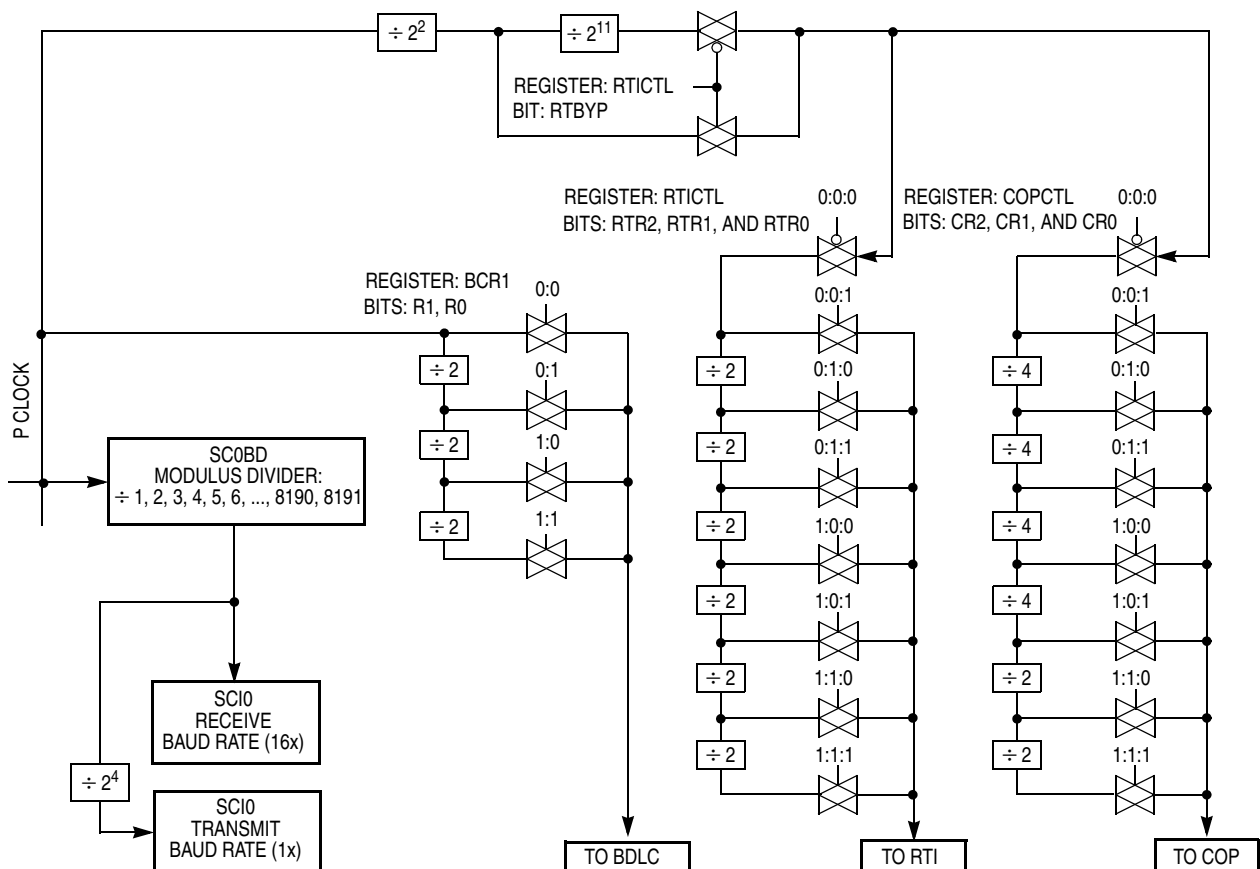 ÷ 2²
÷ 2¹¹
REGISTER: RTICTL
BIT: RTBYP
REGISTER: RTICTL
BITS: RTR2, RTR1, AND RTR0
0:0:0
REGISTER: COPCTL
BITS: CR2, CR1, AND CR0
0:0:0
REGISTER: BCR1
BITS: R1, R0
0:0
0:1
1:0
1:1
÷ 2
÷ 2
÷ 2
0:0:1
0:1:0
0:1:1
1:0:0
1:0:1
1:1:0
1:1:1
÷ 2
÷ 2
÷ 2
÷ 2
÷ 2
÷ 2
0:0:1
0:1:0
0:1:1
1:0:0
1:0:1
1:1:0
1:1:1
÷ 4
÷ 4
÷ 4
÷ 4
÷ 2
÷ 2
P CLOCK
SC0BD
MODULUS DIVIDER:
÷ 1, 2, 3, 4, 5, 6, ..., 8190, 8191
SCI0
RECEIVE
BAUD RATE (16x)
÷ 2⁴
SCI0
TRANSMIT
BAUD RATE (1x)
TO BDLC
TO RTI
TO COP